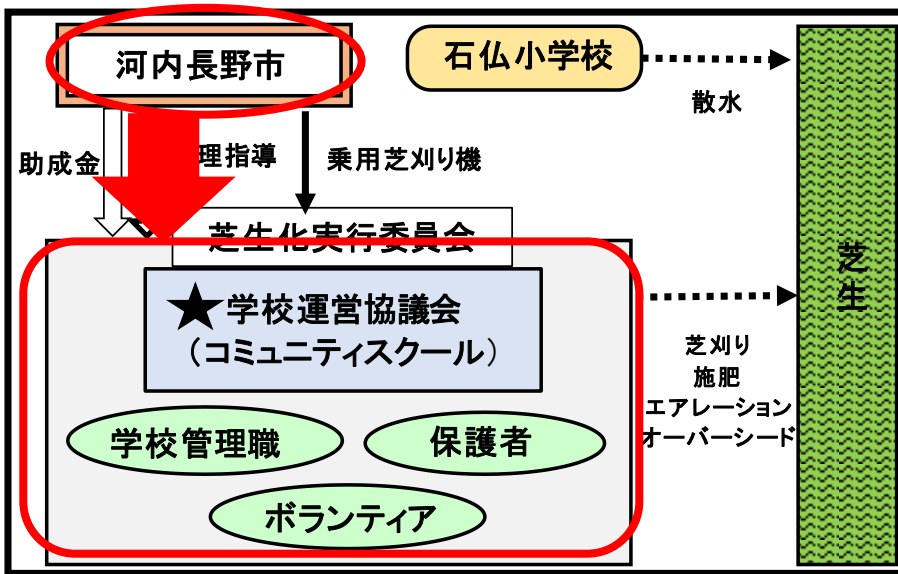 河内長野市
石仏小学校
散水
助成金
理指導
乗用芝刈り機
芝生化実行委員会
★学校運営協議会
（コミュニティスクール）
学校管理職
保護者
ボランティア
芝刈り
施肥
エアレーション
オーバーシード
芝生